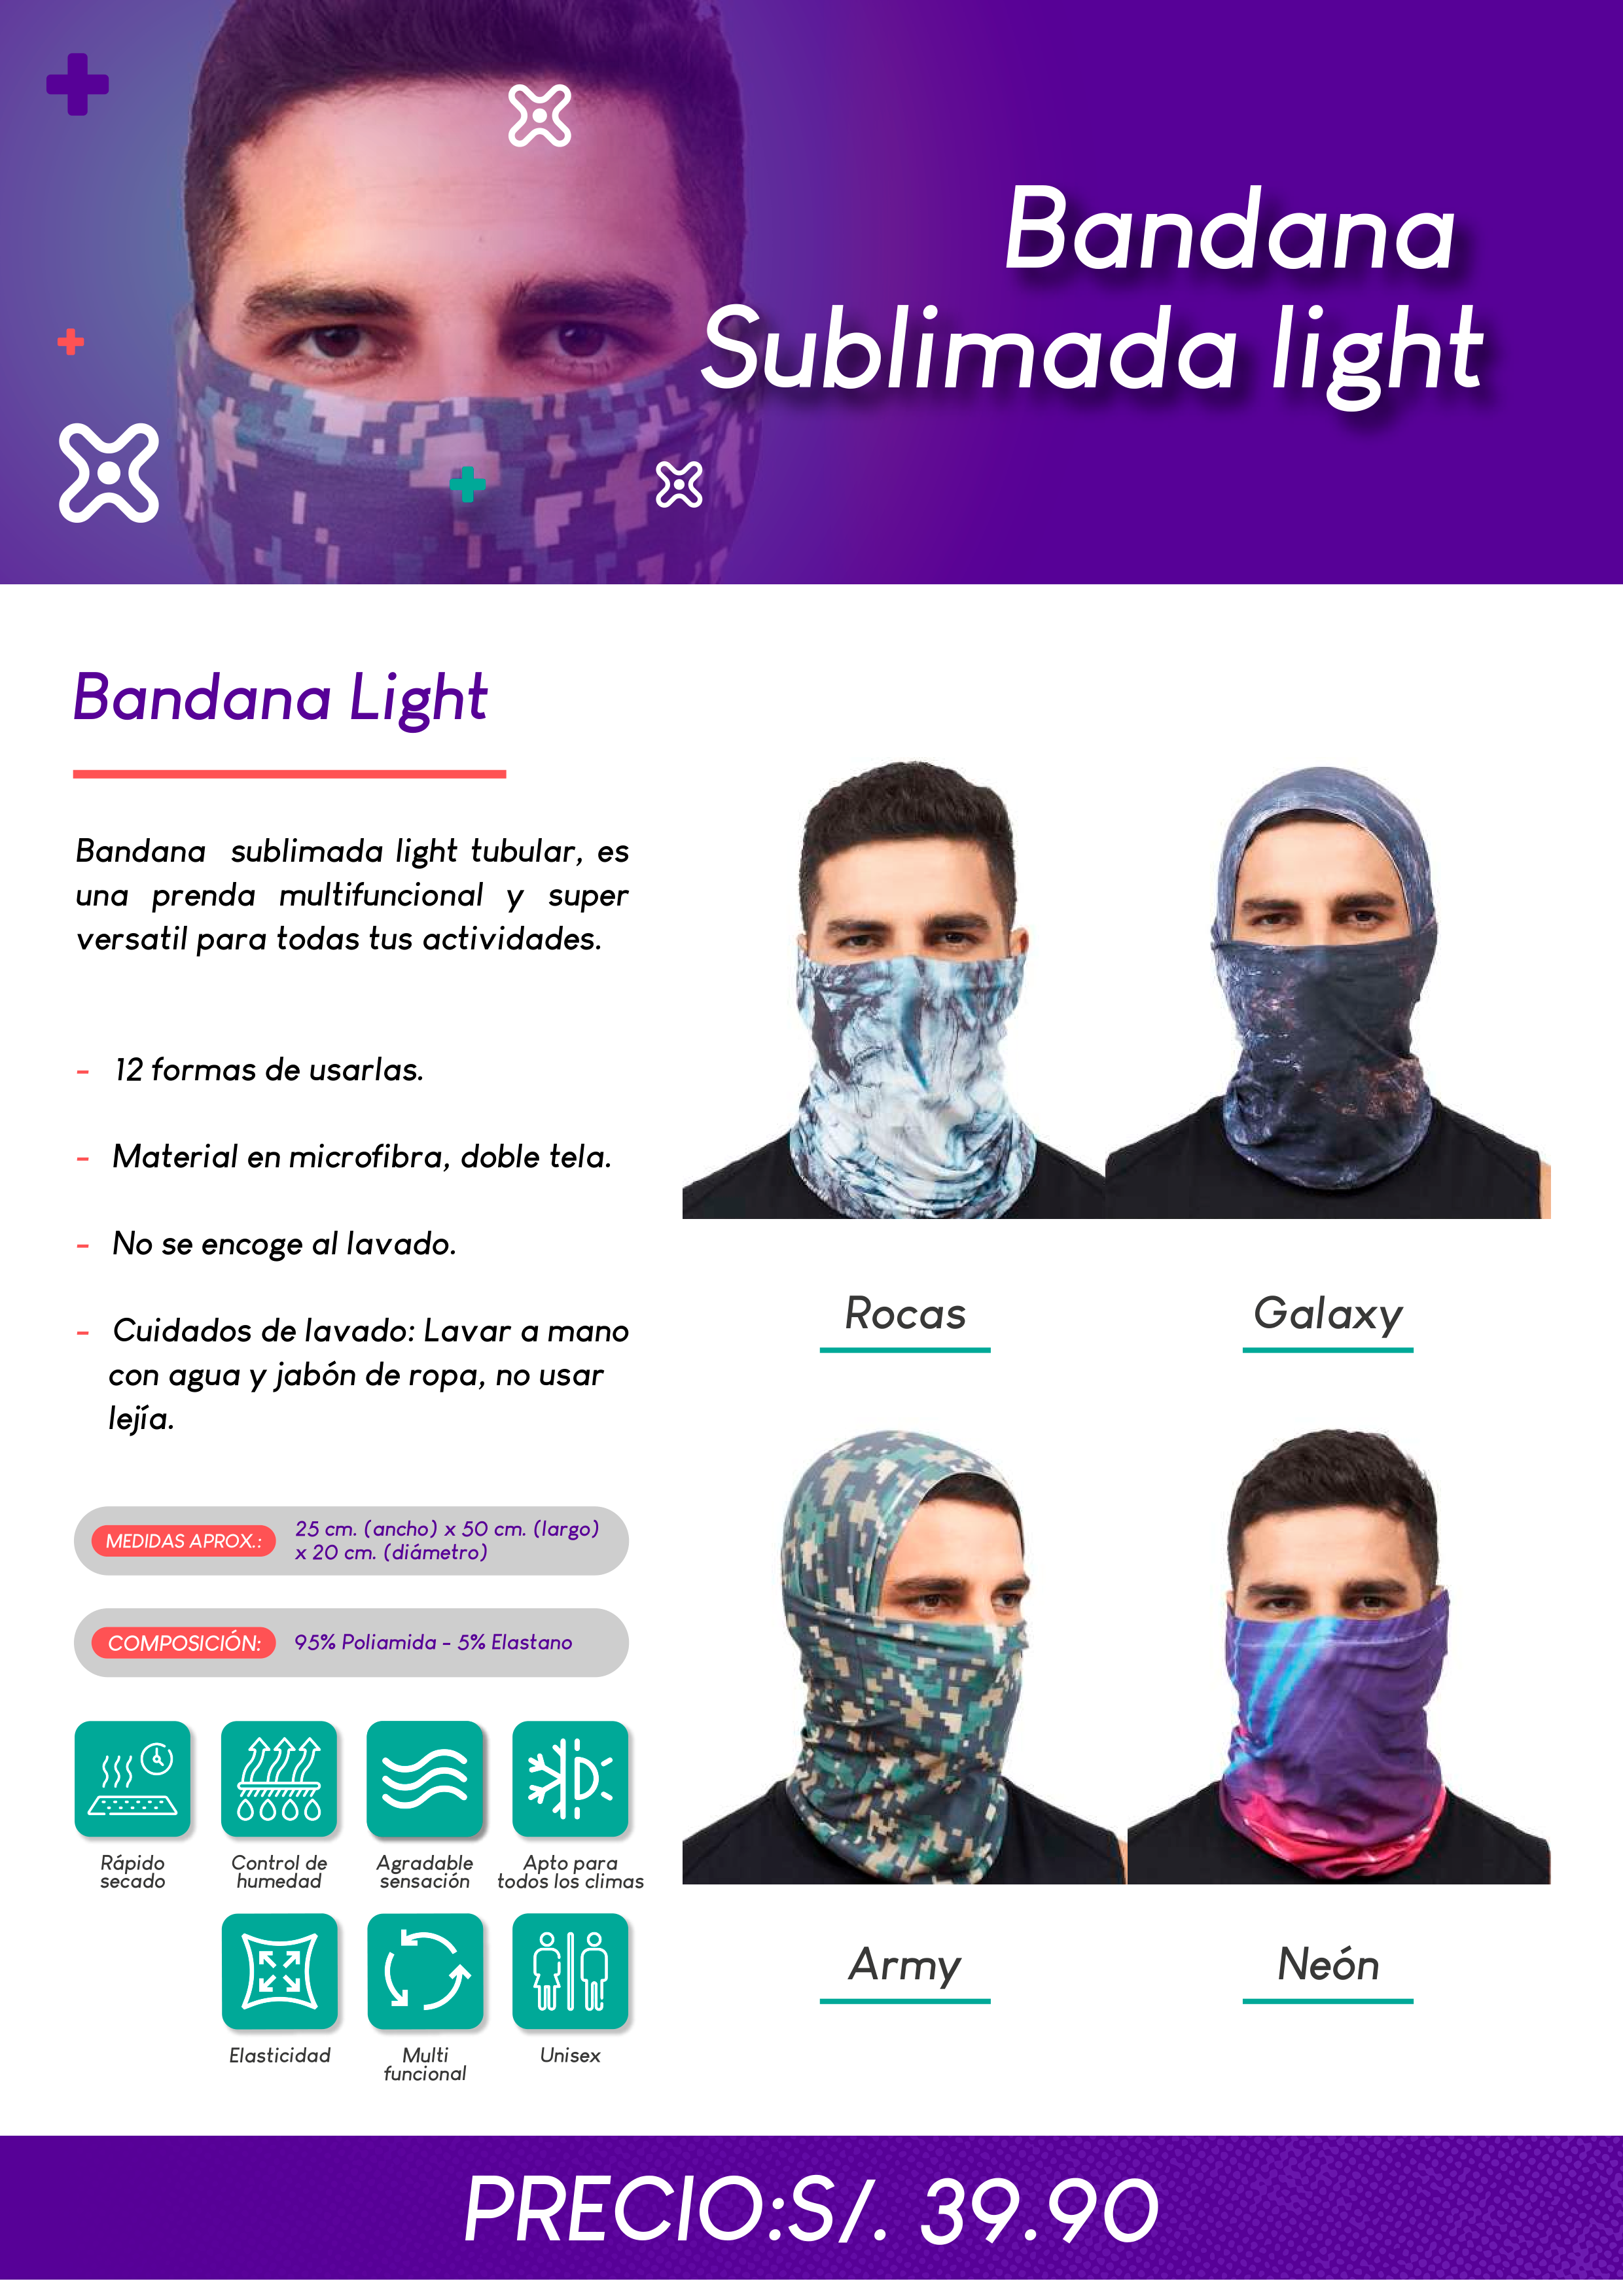 Bandana
Sublimada light
Bandana Light
Bandana sublimada light tubular, es
una prenda multifuncional y super
versatil para todas tus actividades.
- 12 formas de usarlas.
- Material en microfibra, doble tela.
- No se encoge al lavado.
- Cuidados de lavado: Lavar a mano
con agua y jabón de ropa, no usar
lejía.
MEDIDAS APROX.: 25 cm. (ancho) x 50 cm. (largo)
x 20 cm. (diámetro)
COMPOSICIÓN: 95% Poliamida - 5% Elastano
Rápido
secado
Control de
humedad
Agradable
sensación
Apto para
todos los climas
Elasticidad
Multi
funcional
Unisex
Rocas
Galaxy
Army
Neón
PRECIO:S/. 39.90